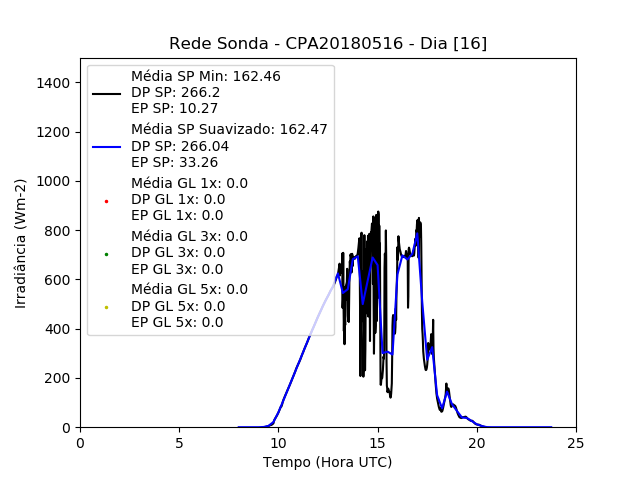 Rede Sonda - CPA20180516 - Dia [16]
Média SP Min: 162.46
DP SP: 266.2
EP SP: 10.27
Média SP Suavizado: 162.47
DP SP: 266.04
EP SP: 33.26
Média GL 1x: 0.0
DP GL 1x: 0.0
EP GL 1x: 0.0
Média GL 3x: 0.0
DP GL 3x: 0.0
EP GL 3x: 0.0
Média GL 5x: 0.0
DP GL 5x: 0.0
EP GL 5x: 0.0
Irradiância (Wm-2)
1400
1200
1000
800
600
400
200
0
0 5 10 15 20 25
Tempo (Hora UTC)